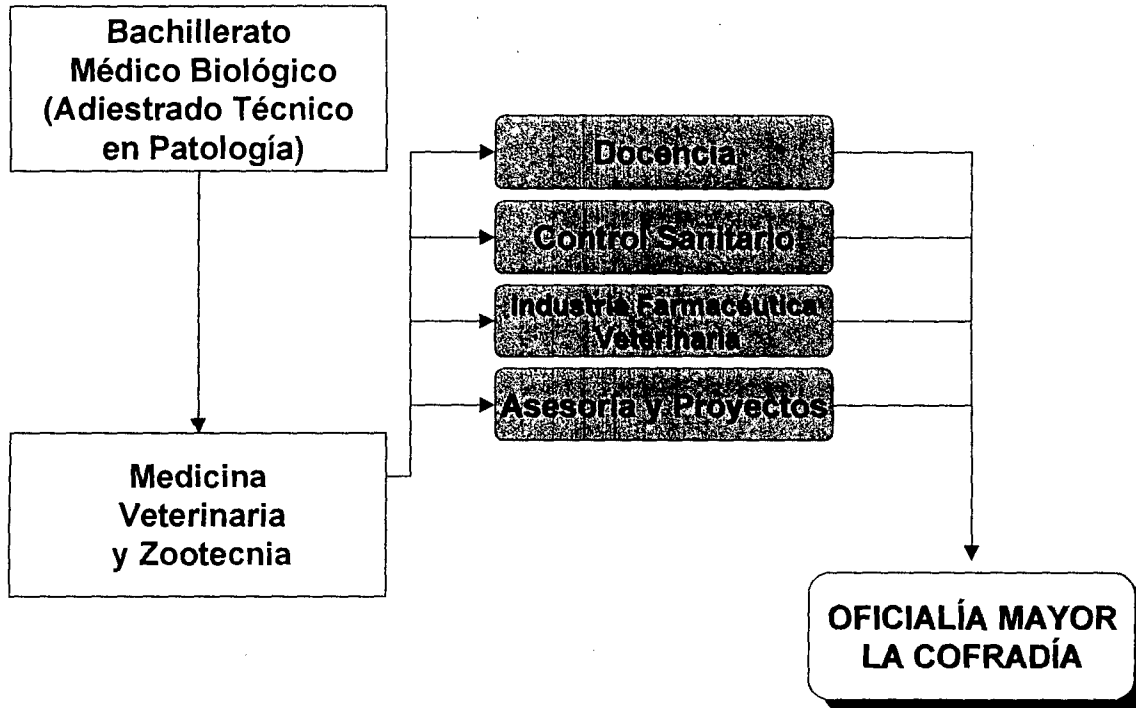 Bachillerato
Médico Biológico
(Adiestrado Técnico
en Patología)
Docencia
Control Sanitario
Industria Farmacéutica
Veterinaria
Asesoría y Proyectos
Medicina
Veterinaria
y Zootecnia
OFICIALÍA MAYOR
LA COFRADÍA